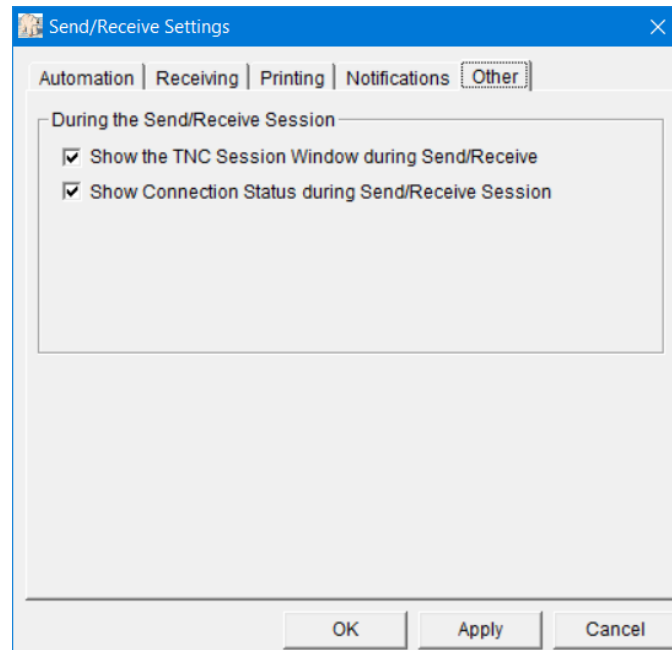 Send/Receive Settings
Automation Receiving Printing Notifications Other
During the Send/Receive Session
Show the TNC Session Window during Send/Receive
Show Connection Status during Send/Receive Session
OK Apply Cancel